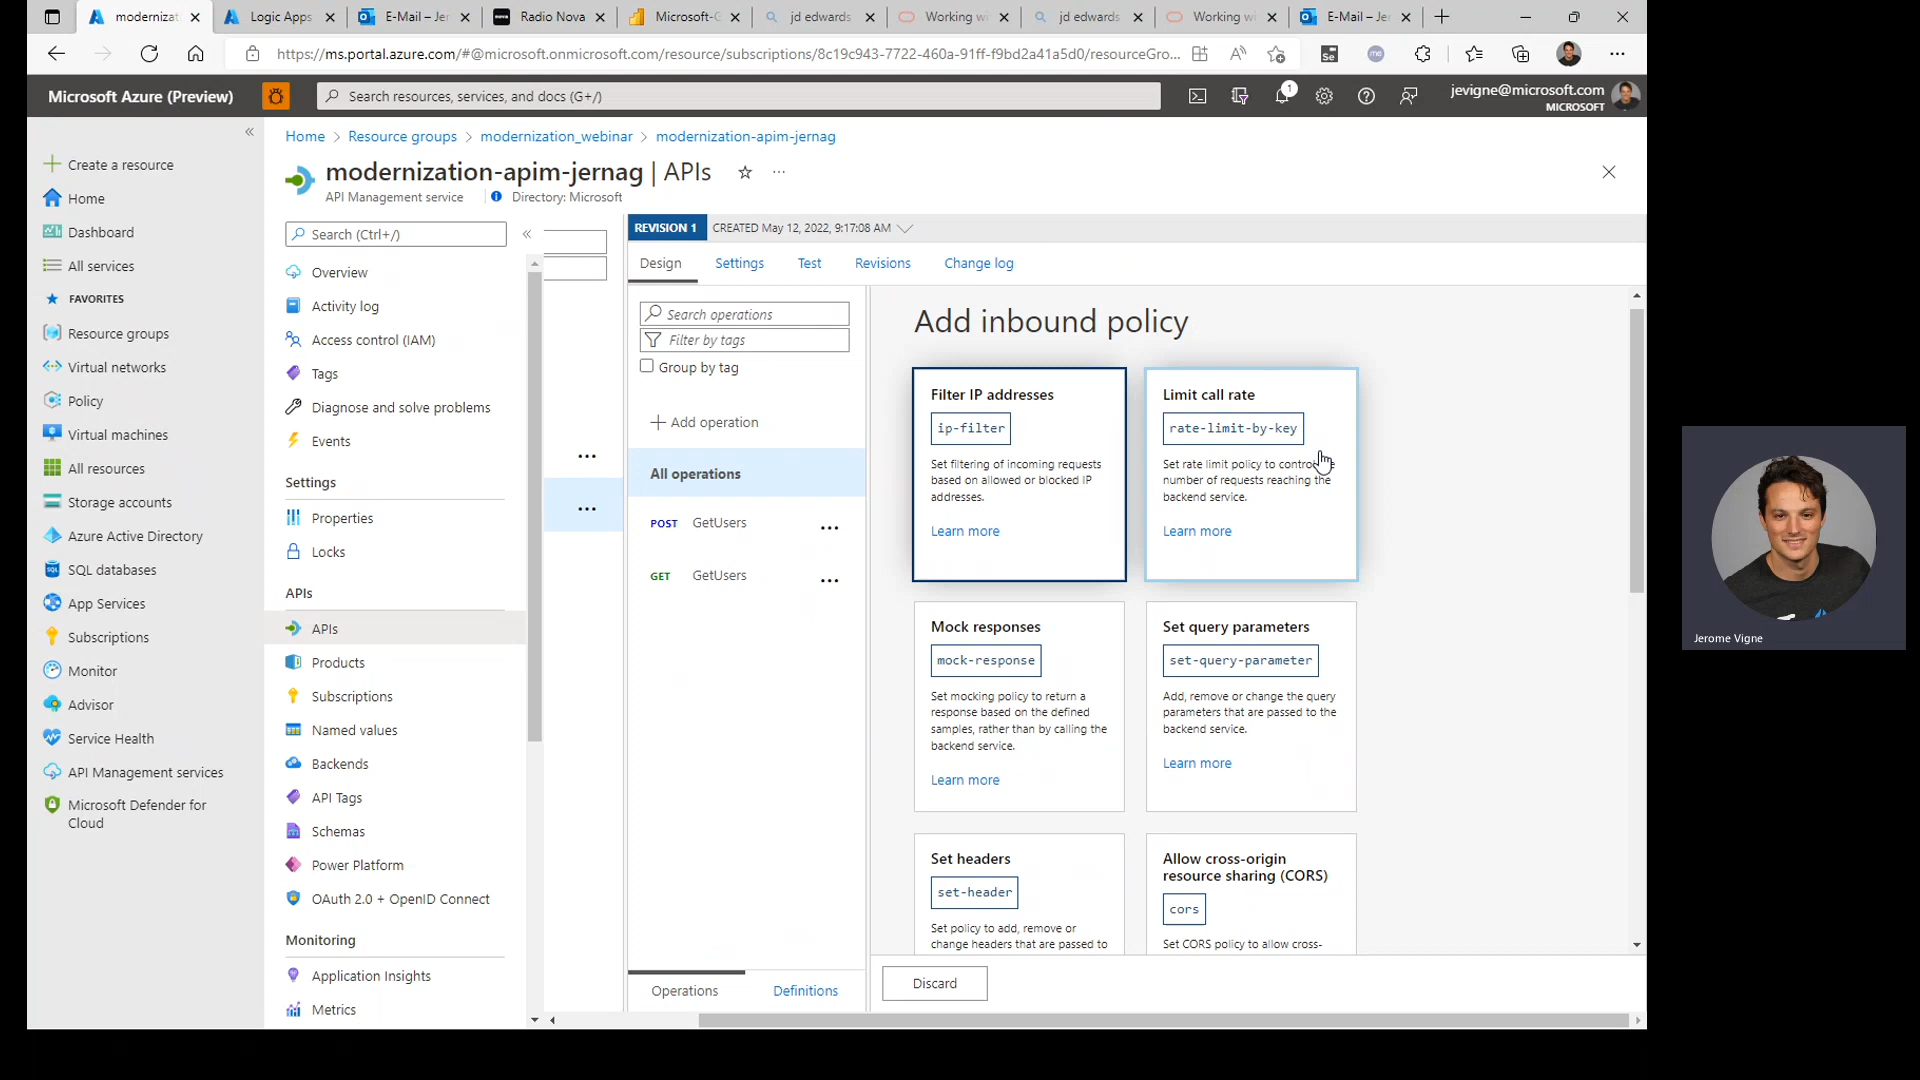 modernizat
Logic Apps
E-Mail – Jer
Radio Nova
Microsoft-G
jd edwards
Working wi
jd edwards
Working wi
E-Mail – Jer
https://ms.portal.azure.com/#@microsoft.onmicrosoft.com/resource/subscriptions/8c19c943-7722-460a-91ff-f9bd2a41a5d0/resourceGro...
Microsoft Azure (Preview)
Search resources, services, and docs (G+/)
1
jevigne@microsoft.com
MICROSOFT
Create a resource
Home
Dashboard
All services
FAVORITES
Resource groups
Virtual networks
Policy
Virtual machines
All resources
Storage accounts
Azure Active Directory
SQL databases
App Services
Subscriptions
Monitor
Advisor
Service Health
API Management services
Microsoft Defender for
Cloud
Home > Resource groups > modernization_webinar > modernization-apim-jernag
modernization-apim-jernag | APIs
API Management service
Directory: Microsoft
Search (Ctrl+/)
Overview
Activity log
Access control (IAM)
Tags
Diagnose and solve problems
Events
Settings
Properties
Locks
APIs
APIs
Products
Subscriptions
Named values
Backends
API Tags
Schemas
Power Platform
OAuth 2.0 + OpenID Connect
Monitoring
Application Insights
Metrics
REVISION 1
CREATED May 12, 2022, 9:17:08 AM
Design
Settings
Test
Revisions
Change log
Search operations
Filter by tags
Group by tag
+ Add operation
All operations
POST GetUsers
GET GetUsers
Operations
Definitions
Add inbound policy
Filter IP addresses
ip-filter
Set filtering of incoming requests
based on allowed or blocked IP
addresses.
Learn more
Limit call rate
rate-limit-by-key
Set rate limit policy to contro
number of requests reaching the
backend service.
Learn more
Mock responses
mock-response
Set mocking policy to return a
response based on the defined
samples, rather than by calling the
backend service.
Learn more
Set query parameters
set-query-parameter
Add, remove or change the query
parameters that are passed to the
backend service.
Learn more
Set headers
set-header
Set policy to add, remove or
change headers that are passed to
Allow cross-origin
resource sharing (CORS)
cors
Set CORS policy to allow cross-
Discard
Jerome Vigne